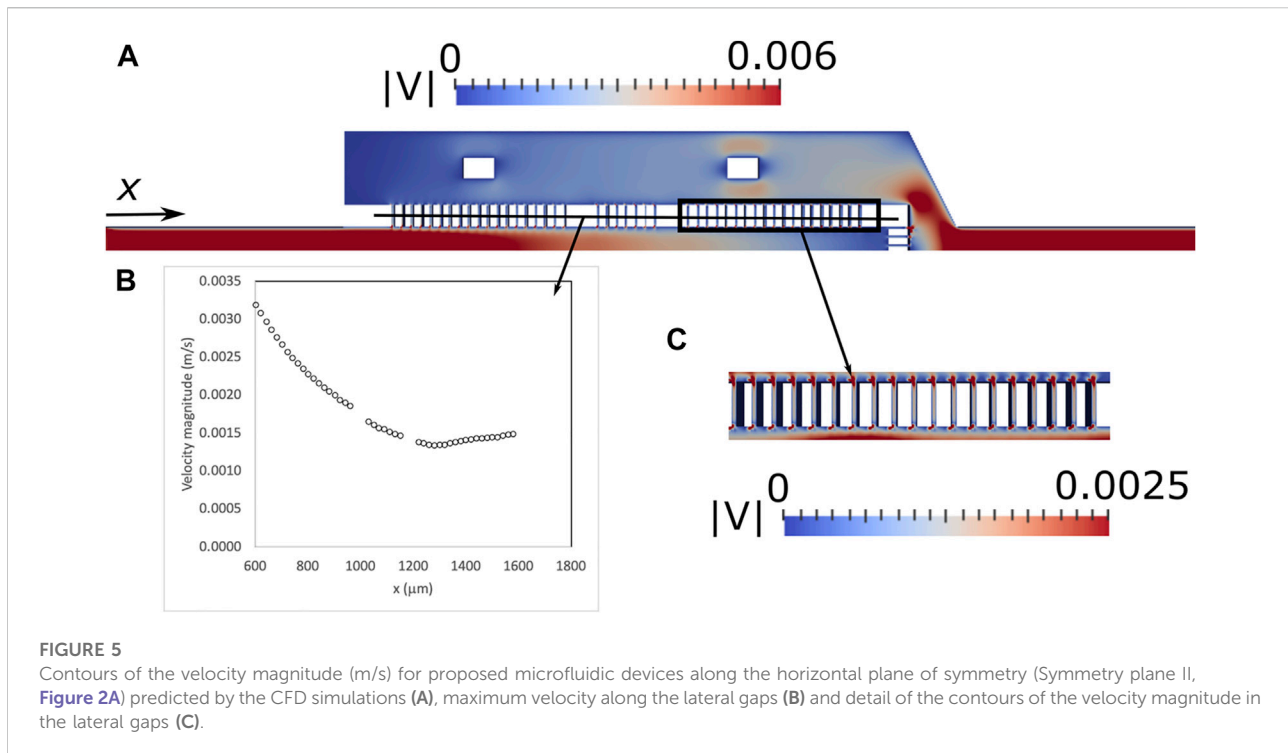 A
0
0.006
|V|
x
B
0.0035
0.0030
0.0025
0.0020
0.0015
0.0010
0.0005
0.0000
Velocity magnitude (m/s)
600 800 1000 1200 1400 1600 1800
x (μm)
C
0
0.0025
|V|
FIGURE 5
Contours of the velocity magnitude (m/s) for proposed microfluidic devices along the horizontal plane of symmetry (Symmetry plane II,
Figure 2A) predicted by the CFD simulations (A), maximum velocity along the lateral gaps (B) and detail of the contours of the velocity magnitude in
the lateral gaps (C).